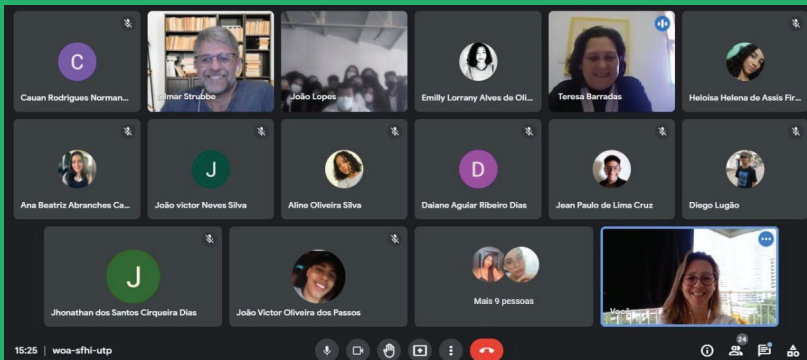 C
Cauan Rodrigues Norman...
Gilmar Strubbe
João Lopes
Emilly Lorrany Alves de Oli...
Teresa Barradas
Heloísa Helena de Assis Fir...
Ana Beatriz Abranches Ca...
J
João victor Neves Silva
Aline Oliveira Silva
D
Daiane Aguiar Ribeiro Dias
Jean Paulo de Lima Cruz
Diego Lugão
J
Jhonathan dos Santos Cirqueira Dias
João Victor Oliveira dos Passos
Mais 9 pessoas
Você
15:25 | woa-sfhi-utp
24